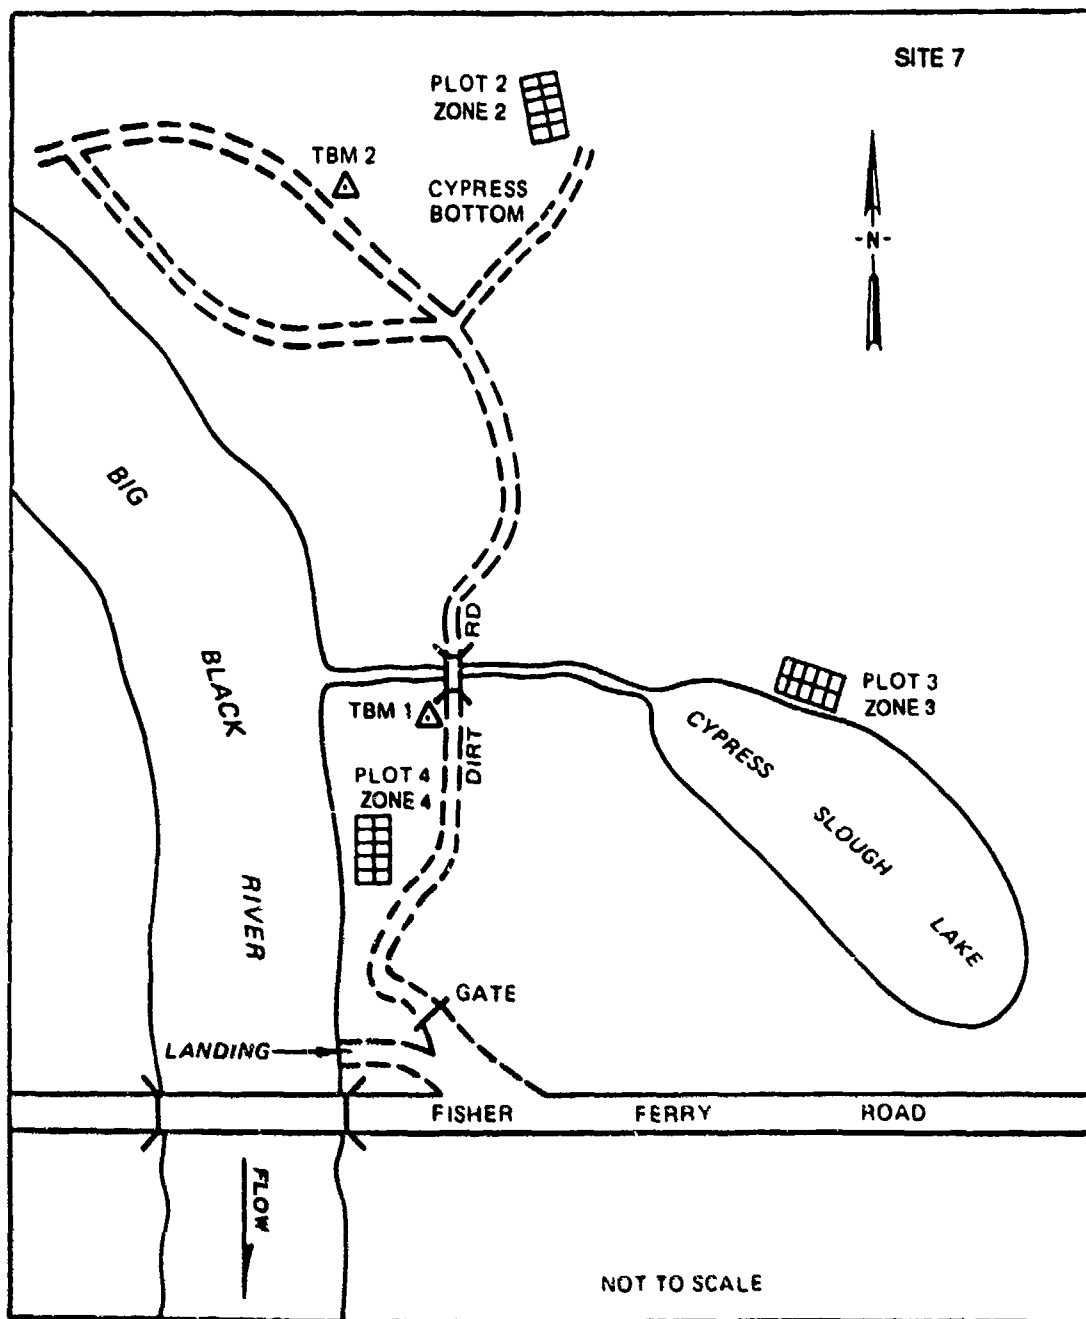 SITE 7
PLOT 2
ZONE 2
TBM 2
CYPRESS
BOTTOM
-N-
BIG
BLACK
RIVER
RD
DIRT
TBM 1
PLOT 3
ZONE 3
PLOT 4
ZONE 4
CYPRESS
SLOUGH
LAKE
GATE
LANDING
FISHER FERRY ROAD
FLOW
NOT TO SCALE